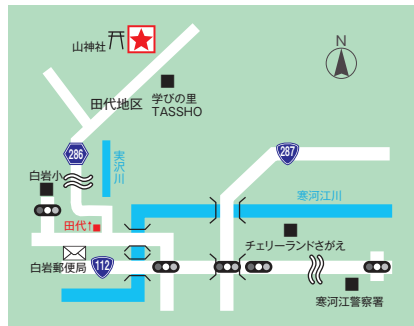 山神社
N
田代地区
学びの里
TASSHO
286
実沢川
287
白岩小
寒河江川
田代↑
チェリーランドさがえ
白岩郵便局
112
寒河江警察署